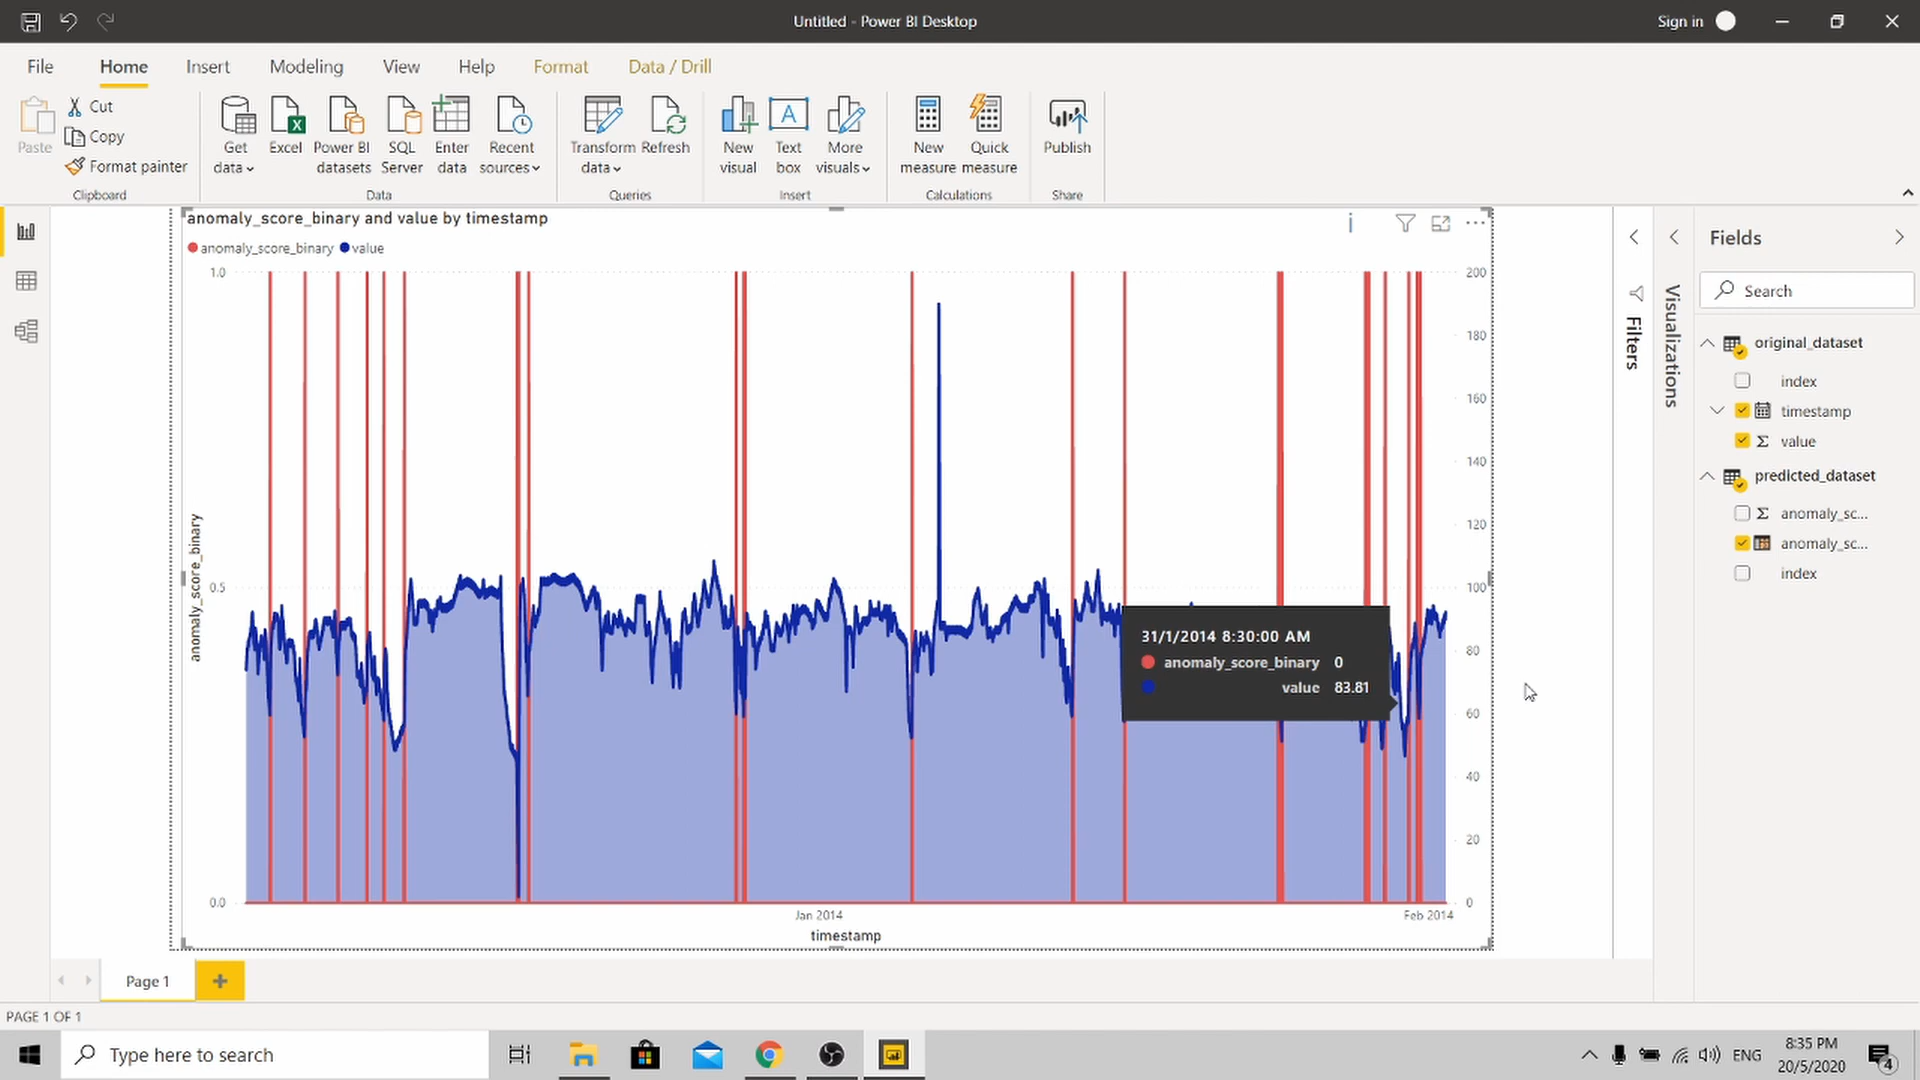 Untitled - Power BI Desktop
Sign in
File Home Insert Modeling View Help Format Data / Drill
Paste
Cut
Copy
Format painter
Clipboard
Get data
Excel
Power BI datasets
SQL Server
Enter data
Recent sources
Data
Transform data
Refresh
Queries
New visual
Text box
More visuals
Insert
New measure
Quick measure
Calculations
Publish
Share
anomaly_score_binary and value by timestamp
anomaly_score_binary value
1.0
0.5
0.0
anomaly_score_binary
200
180
160
140
120
100
80
60
40
20
0
31/1/2014 8:30:00 AM
anomaly_score_binary 0
value 83.81
Jan 2014
Feb 2014
timestamp
Filters
Visualizations
Fields
Search
original_dataset
index
timestamp
value
predicted_dataset
anomaly_sc...
anomaly_sc...
index
Page 1
PAGE 1 OF 1
Type here to search
ENG
8:35 PM
20/5/2020
4